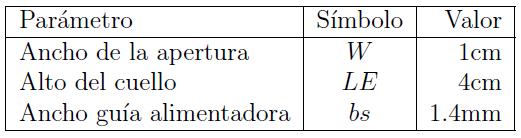 Parámetro Símbolo Valor
Ancho de la apertura W 1cm
Alto del cuello LE 4cm
Ancho guía alimentadora bs 1.4mm